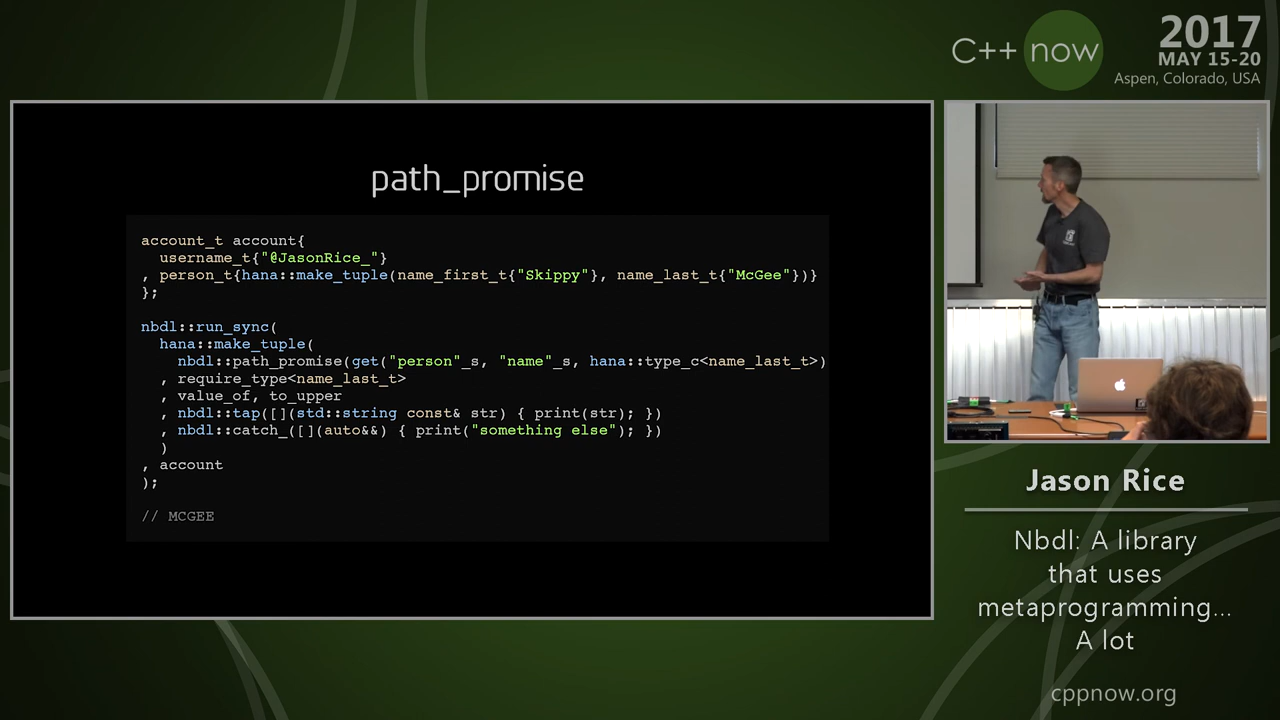 C++ now
2017
MAY 15-20
Aspen, Colorado, USA
path_promise
account_t account{
  username_t{"@JasonRice_"}
, person_t{hana::make_tuple(name_first_t{"Skippy"}, name_last_t{"McGee"})}
};
nbdl::run_sync(
  hana::make_tuple(
    nbdl::path_promise(get("person"_s, "name"_s, hana::type_c<name_last_t>)
  , require_type<name_last_t>
  , value_of, to_upper
  , nbdl::tap([](std::string const& str) { print(str); })
  , nbdl::catch_([](auto&&) { print("something else"); })
  )
, account
);
// MCGEE
Jason Rice
Nbdl: A library
that uses
metaprogramming...
A lot
cppnow.org